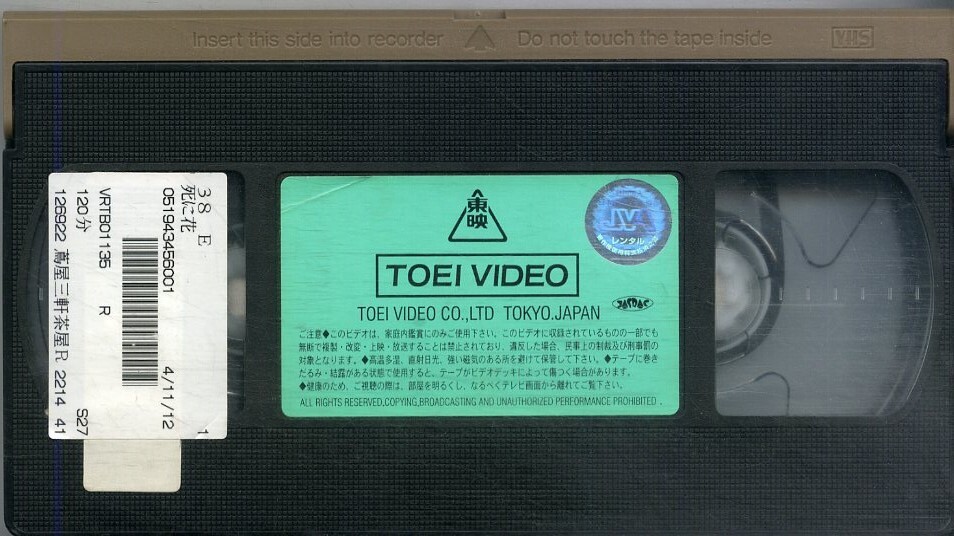 Insert this side into recorder
Do not touch the tape inside
VHS
38 E
死に花
051943456001 4/11/12 1
VRTB01135 R
120分 S27
126922 蔦屋三軒茶屋R 2214 41
東映
TOEI VIDEO
TOEI VIDEO CO.,LTD TOKYO.JAPAN
JVA
レンタル
ご注意◆このビデオは、家庭内鑑賞にのみご使用下さい。このビデオに収録されているものの一部でも
無断で複製・改変・上映・放送することは禁止されており、違反した場合、民事上の制裁及び刑事罰の
対象となります。◆高温多湿、直射日光、強い磁気のある所を避けて保管して下さい。◆テープに巻き
たるみ・結露がある状態で使用すると、テープがビデオデッキによって傷つく場合があります。
◆健康のため、ご視聴の際は、部屋を明るくし、なるべくテレビ画面から離れてご覧下さい。
ALL RIGHTS RESERVED.COPYING,BROADCASTING AND UNAUTHORIZED PERFORMANCE PROHIBITED.